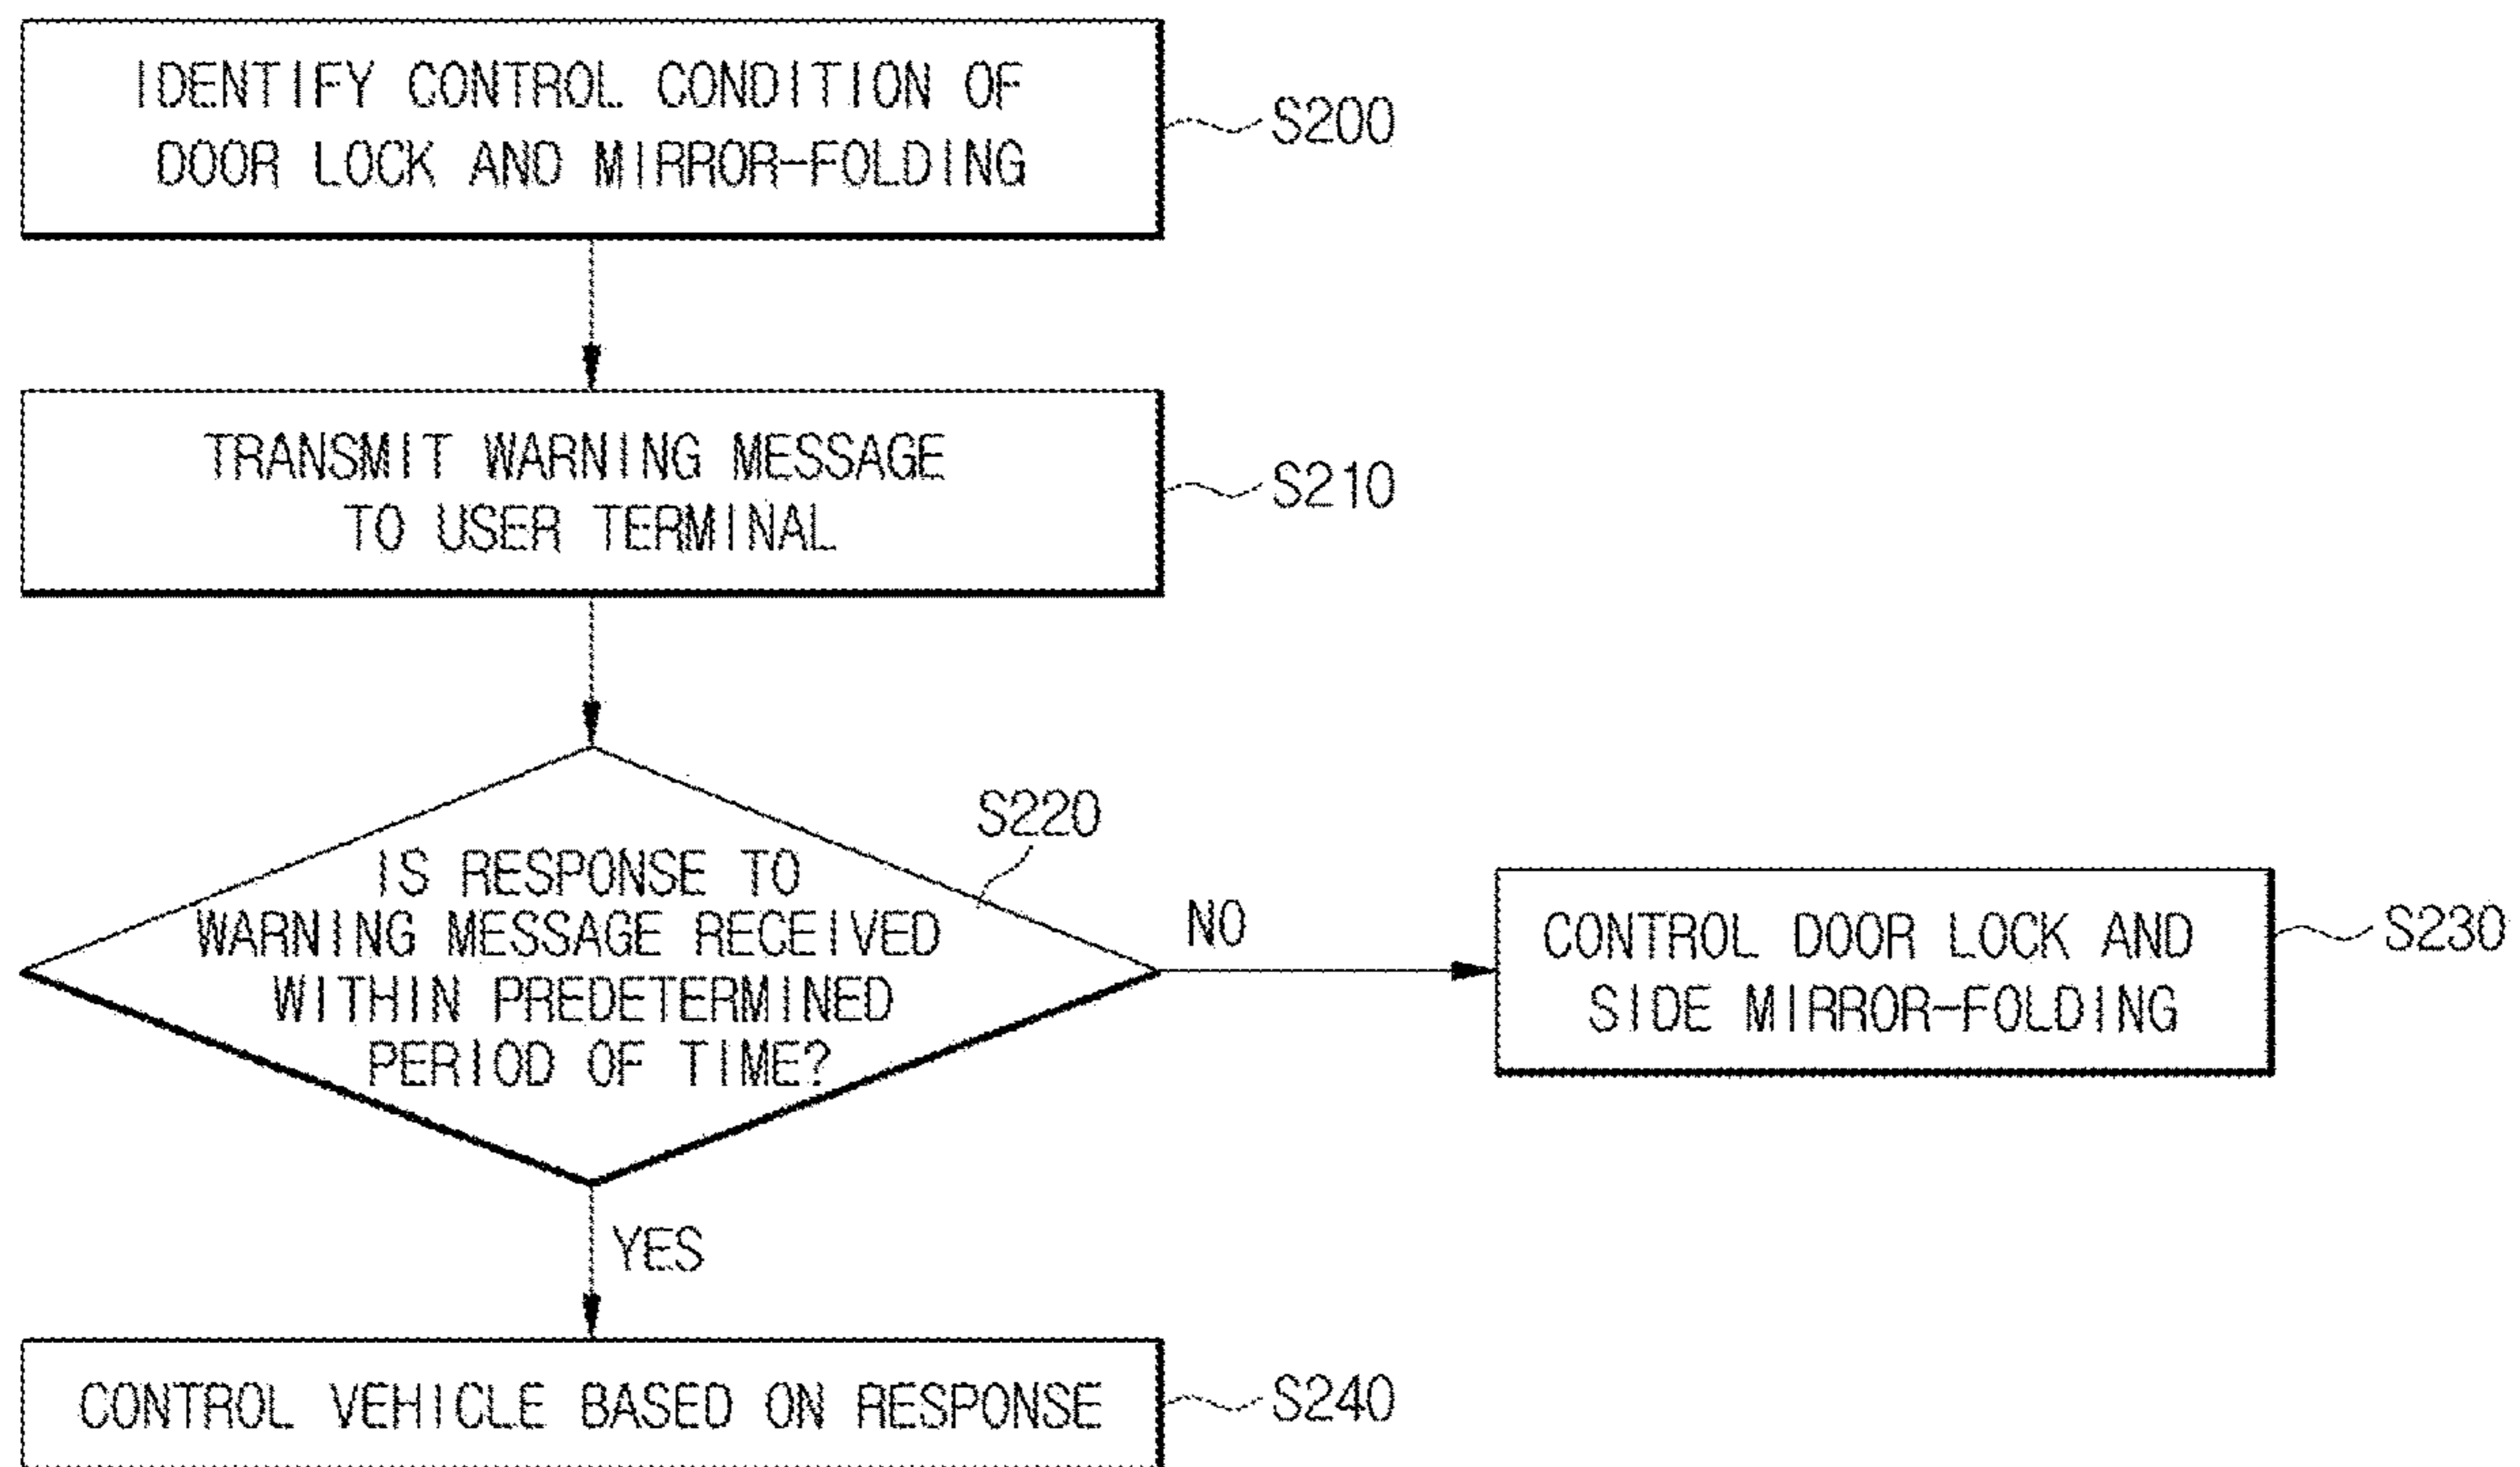 IDENTIFY CONTROL CONDITION OF
DOOR LOCK AND MIRROR-FOLDING
S200
TRANSMIT WARNING MESSAGE
TO USER TERMINAL
S210
S220
IS RESPONSE TO
WARNING MESSAGE RECEIVED
WITHIN PREDETERMINED
PERIOD OF TIME?
NO
CONTROL DOOR LOCK AND
SIDE MIRROR-FOLDING
S230
YES
CONTROL VEHICLE BASED ON RESPONSE
S240